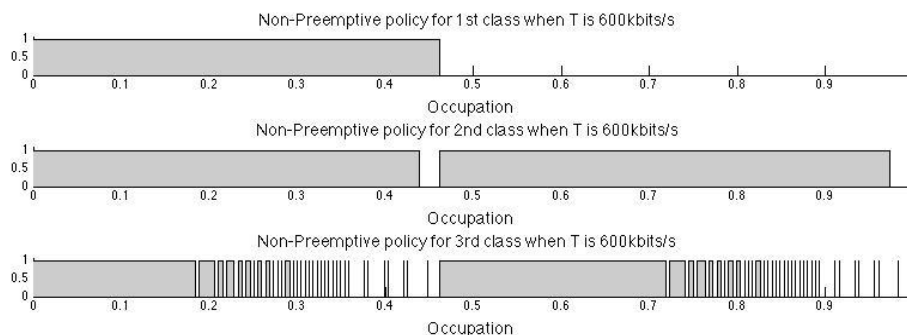 Non-Preemptive policy for 1st class when T is 600kbits/s
1
0.5
0
0 0.1 0.2 0.3 0.4 0.5 0.6 0.7 0.8 0.9
Occupation
Non-Preemptive policy for 2nd class when T is 600kbits/s
1
0.5
0
0 0.1 0.2 0.3 0.4 0.5 0.6 0.7 0.8 0.9
Occupation
Non-Preemptive policy for 3rd class when T is 600kbits/s
1
0.5
0
0 0.1 0.2 0.3 0.4 0.5 0.6 0.7 0.8 0.9
Occupation